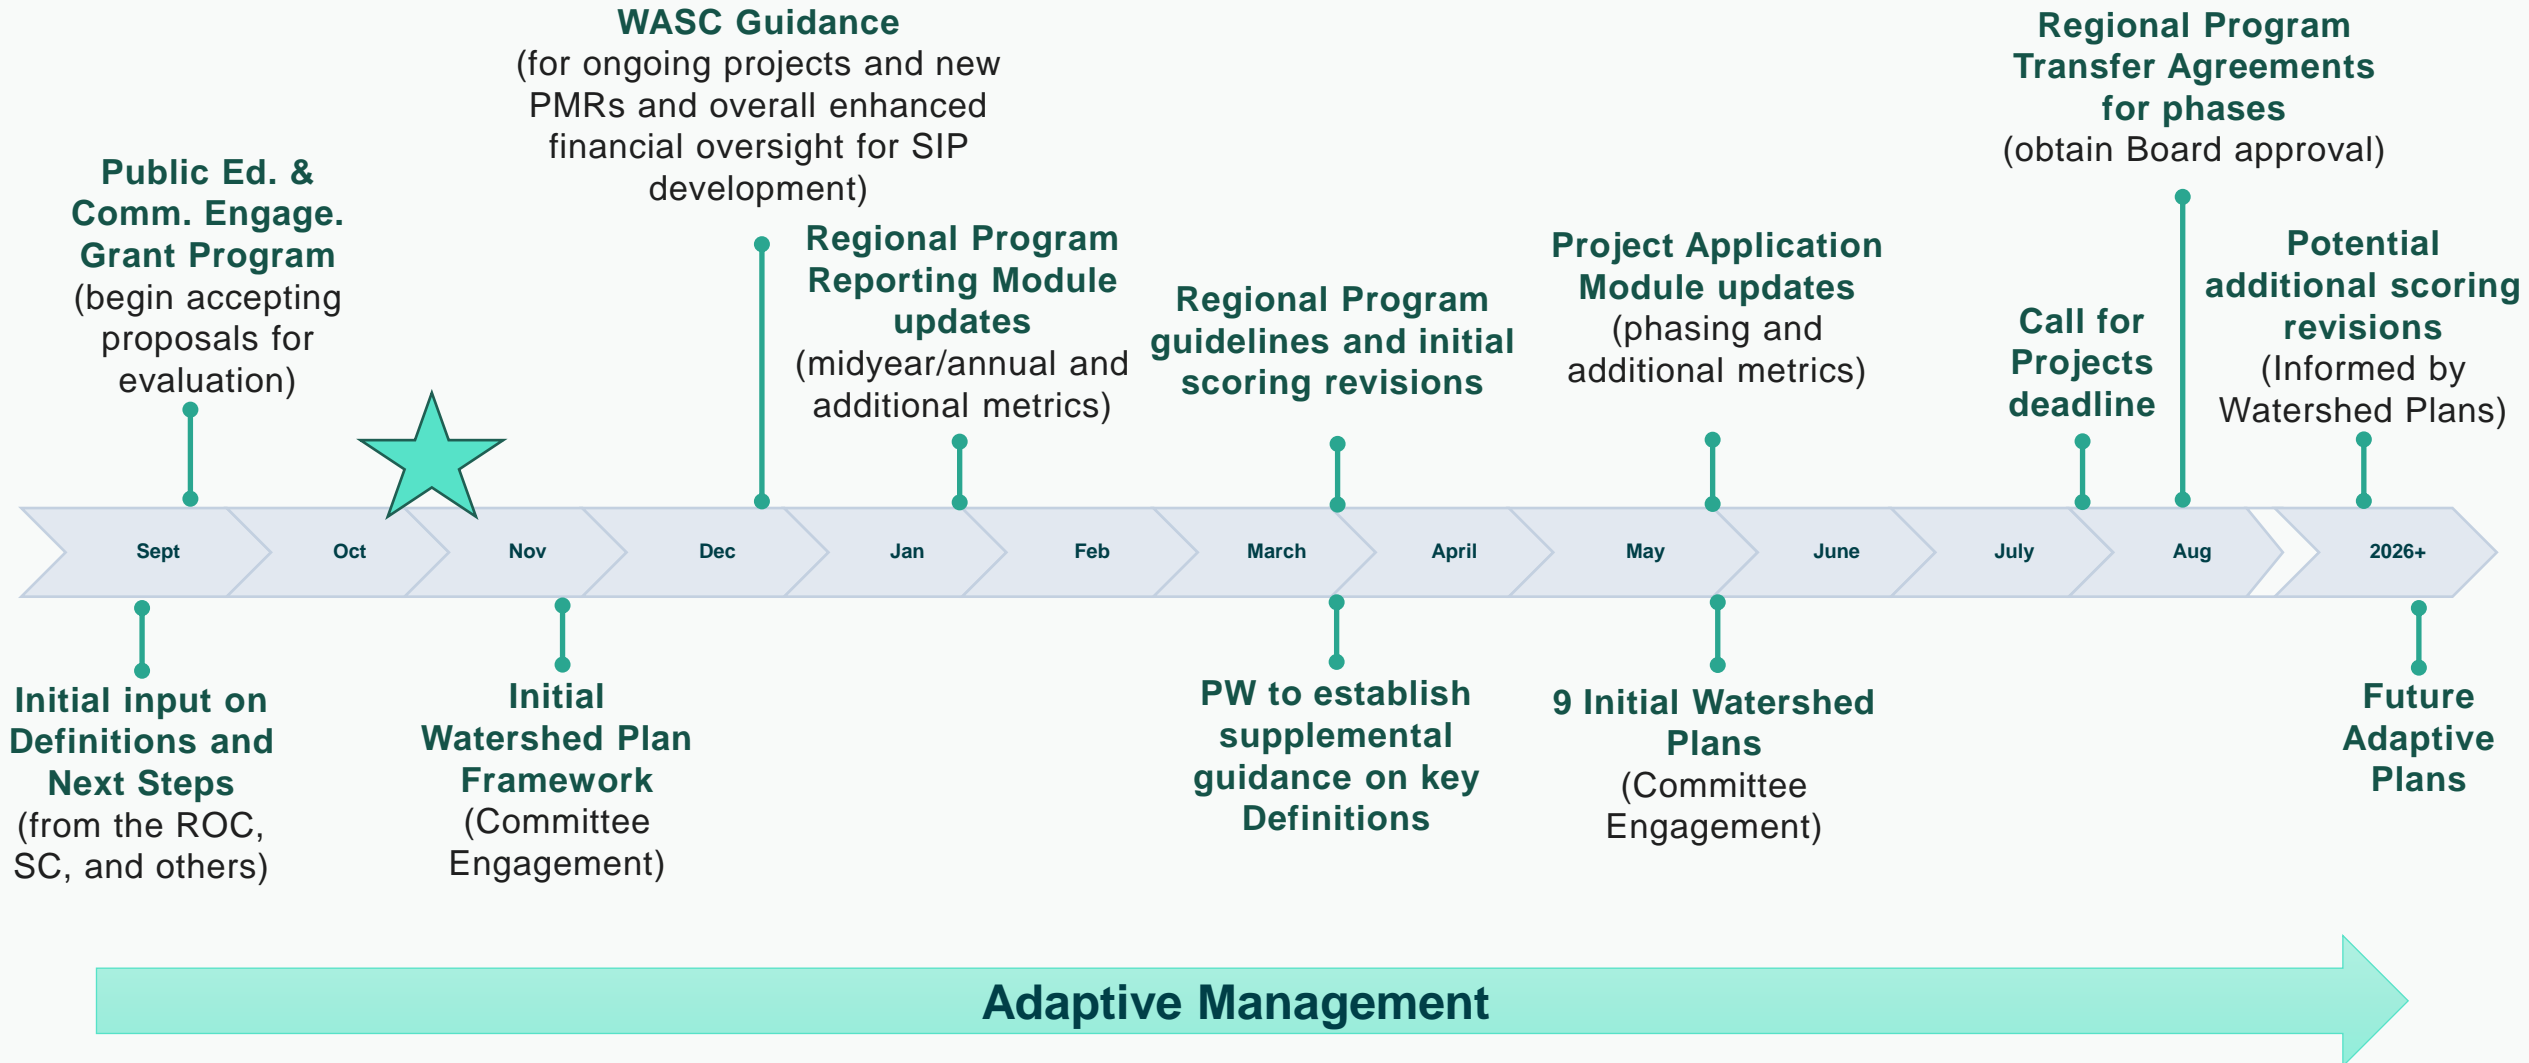 WASC Guidance
(for ongoing projects and new
PMRs and overall enhanced
financial oversight for SIP
development)
Regional Program
Transfer Agreements
for phases
(obtain Board approval)
Public Ed. &
Comm. Engage.
Grant Program
(begin accepting
proposals for
evaluation)
Regional Program
Reporting Module
updates
(midyear/annual and
additional metrics)
Regional Program
guidelines and initial
scoring revisions
Project Application
Module updates
(phasing and
additional metrics)
Call for
Projects
deadline
Potential
additional scoring
revisions
(Informed by
Watershed Plans)
Sept
Oct
Nov
Dec
Jan
Feb
March
April
May
June
July
Aug
2026+
Initial input on
Definitions and
Next Steps
(from the ROC,
SC, and others)
Initial
Watershed Plan
Framework
(Committee
Engagement)
PW to establish
supplemental
guidance on key
Definitions
9 Initial Watershed
Plans
(Committee
Engagement)
Future
Adaptive
Plans
Adaptive Management